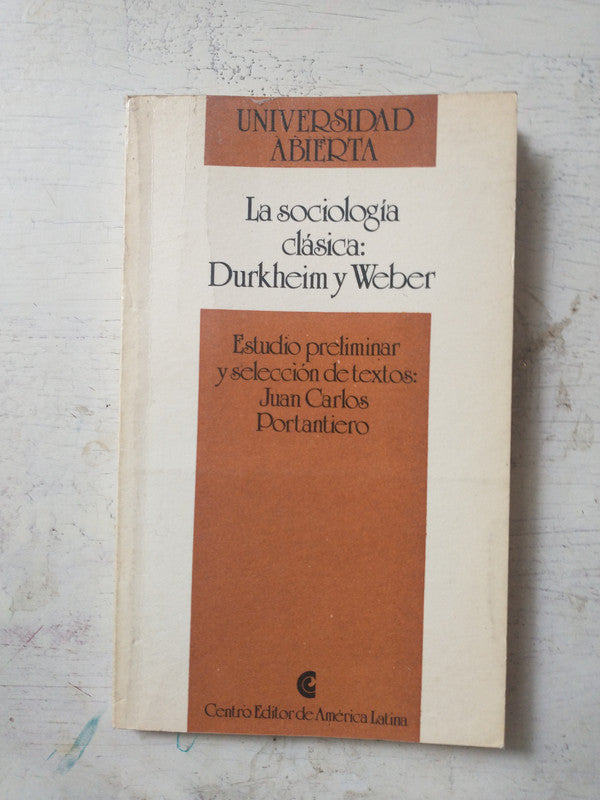 UNIVERSIDAD
ABIERTA
La sociología
clásica:
Durkheim y Weber
Estudio preliminar
y selección de textos:
Juan Carlos
Portantiero
Centro Editor de América Latina